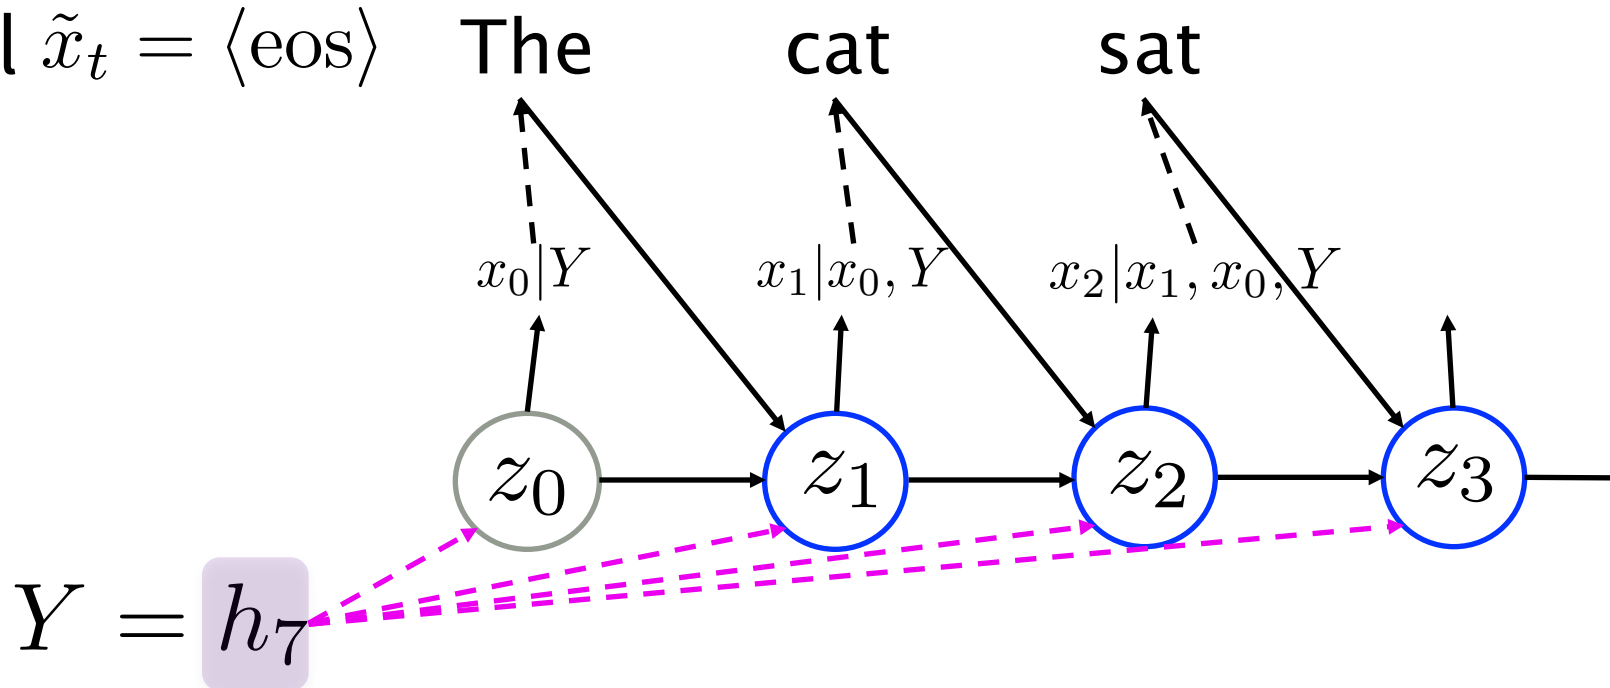 l x̃_t = ⟨eos⟩ The cat sat
x_0|Y x_1|x_0, Y x_2|x_1, x_0, Y
z_0 z_1 z_2 z_3
Y = h_7